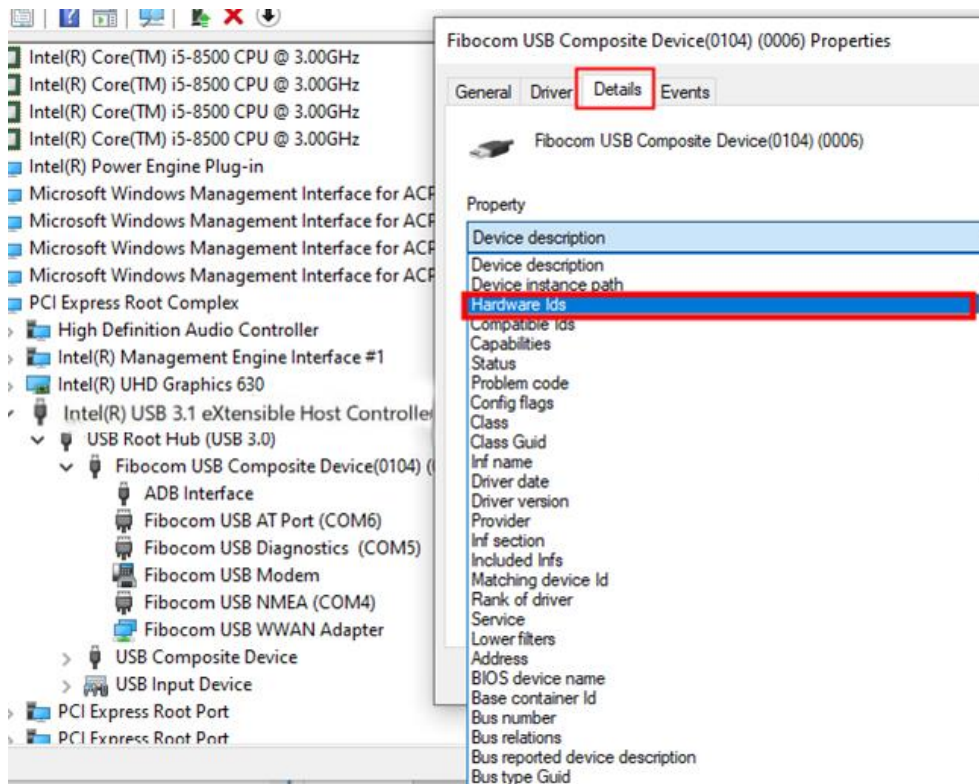 Intel(R) Core(TM) i5-8500 CPU @ 3.00GHz
Intel(R) Core(TM) i5-8500 CPU @ 3.00GHz
Intel(R) Core(TM) i5-8500 CPU @ 3.00GHz
Intel(R) Core(TM) i5-8500 CPU @ 3.00GHz
Intel(R) Power Engine Plug-in
Microsoft Windows Management Interface for ACP
Microsoft Windows Management Interface for ACP
Microsoft Windows Management Interface for ACP
Microsoft Windows Management Interface for ACP
PCI Express Root Complex
High Definition Audio Controller
Intel(R) Management Engine Interface #1
Intel(R) UHD Graphics 630
Intel(R) USB 3.1 eXtensible Host Controller
USB Root Hub (USB 3.0)
Fibocom USB Composite Device(0104) (
ADB Interface
Fibocom USB AT Port (COM6)
Fibocom USB Diagnostics (COM5)
Fibocom USB Modem
Fibocom USB NMEA (COM4)
Fibocom USB WWAN Adapter
USB Composite Device
USB Input Device
PCI Express Root Port
PCI Express Root Port
Fibocom USB Composite Device(0104) (0006) Properties
General Driver Details Events
Fibocom USB Composite Device(0104) (0006)
Property
Device description
Device description
Device instance path
Hardware Ids
Compatible Ids
Capabilities
Status
Problem code
Config flags
Class
Class Guid
Inf name
Driver date
Driver version
Provider
Inf section
Included Infs
Matching device Id
Rank of driver
Service
Lower filters
Address
BIOS device name
Base container Id
Bus number
Bus relations
Bus reported device description
Bus type Guid